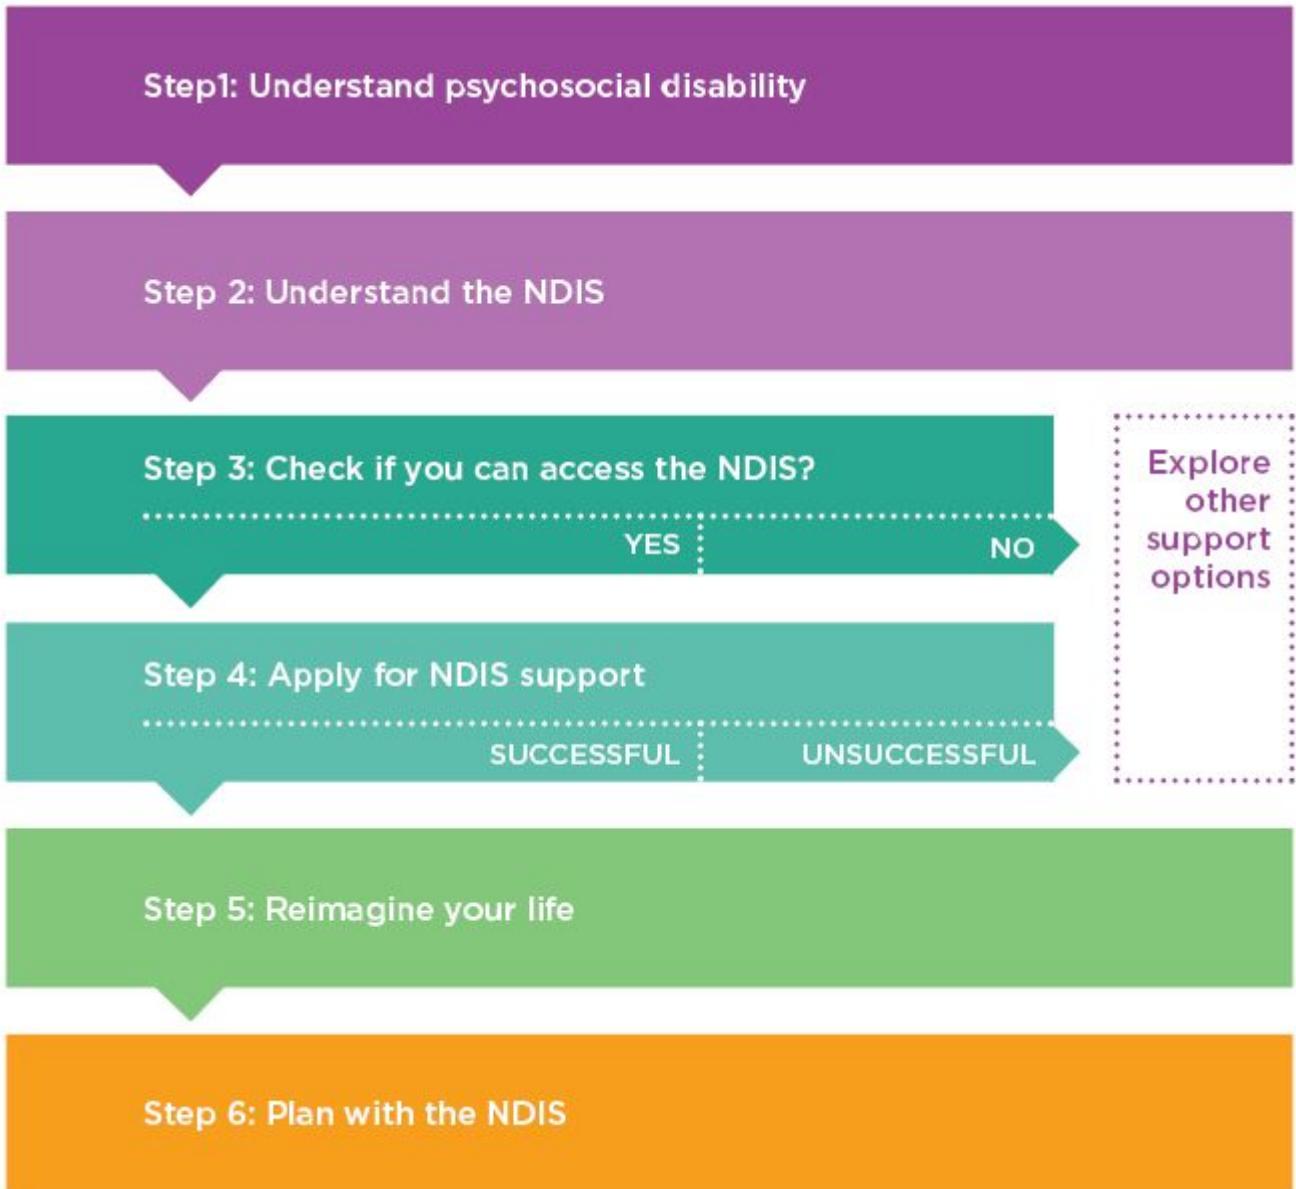 Step1: Understand psychosocial disability
Step 2: Understand the NDIS
Step 3: Check if you can access the NDIS?
YES
NO
Explore
other
support
options
Step 4: Apply for NDIS support
SUCCESSFUL
UNSUCCESSFUL
Step 5: Reimagine your life
Step 6: Plan with the NDIS